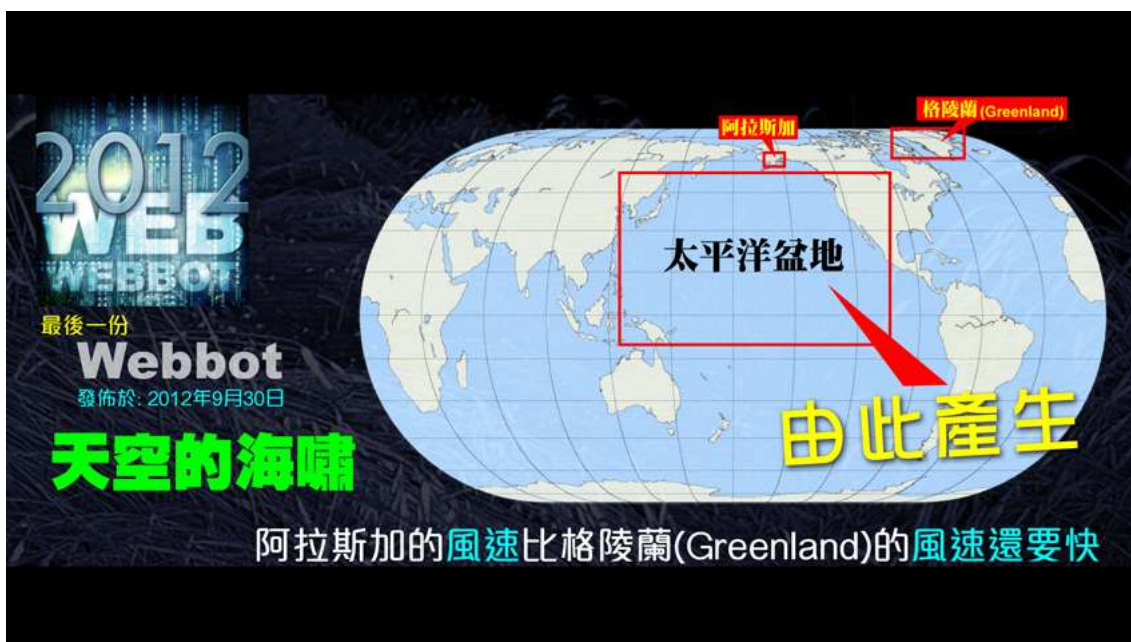 2012
WEB
WEBBOT
最後一份
Webbot
發佈於: 2012年9月30日
天空的海嘯
阿拉斯加
格陵蘭(Greenland)
太平洋盆地
由此產生
阿拉斯加的風速比格陵蘭(Greenland)的風速還要快